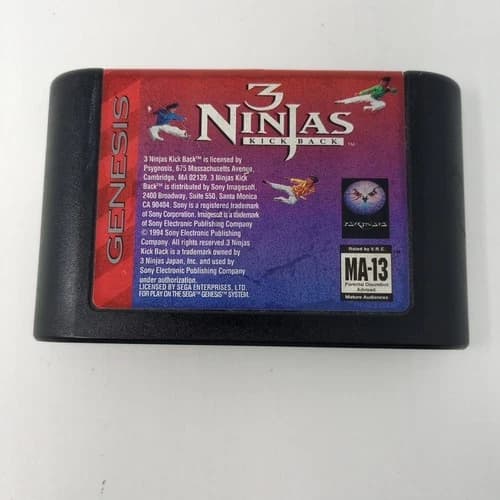 GENESIS
3
NINJAS
KICK BACK™
3 Ninjas Kick Back™ is licensed by
Psygnosis, 675 Massachusetts Avenue,
Cambridge, MA 02139. 3 Ninjas Kick
Back™ is distributed by Sony Imagesoft,
2400 Broadway, Suite 550, Santa Monica
CA 90404. Sony is a registered trademark
of Sony Corporation. Imagesoft is a trademark
of Sony Electronic Publishing Company
© 1994 Sony Electronic Publishing
Company. All rights reserved 3 Ninjas
Kick Back is a trademark owned by
3 Ninjas Japan, Inc. and used by
Sony Electronic Publishing Company
under authorization.
LICENSED BY SEGA ENTERPRISES, LTD.
FOR PLAY ON THE SEGA™ GENESIS™ SYSTEM.
PSYGNOSIS
Rated by V.R.C.
MA-13
Parental Discretion
Advised
Mature Audiences